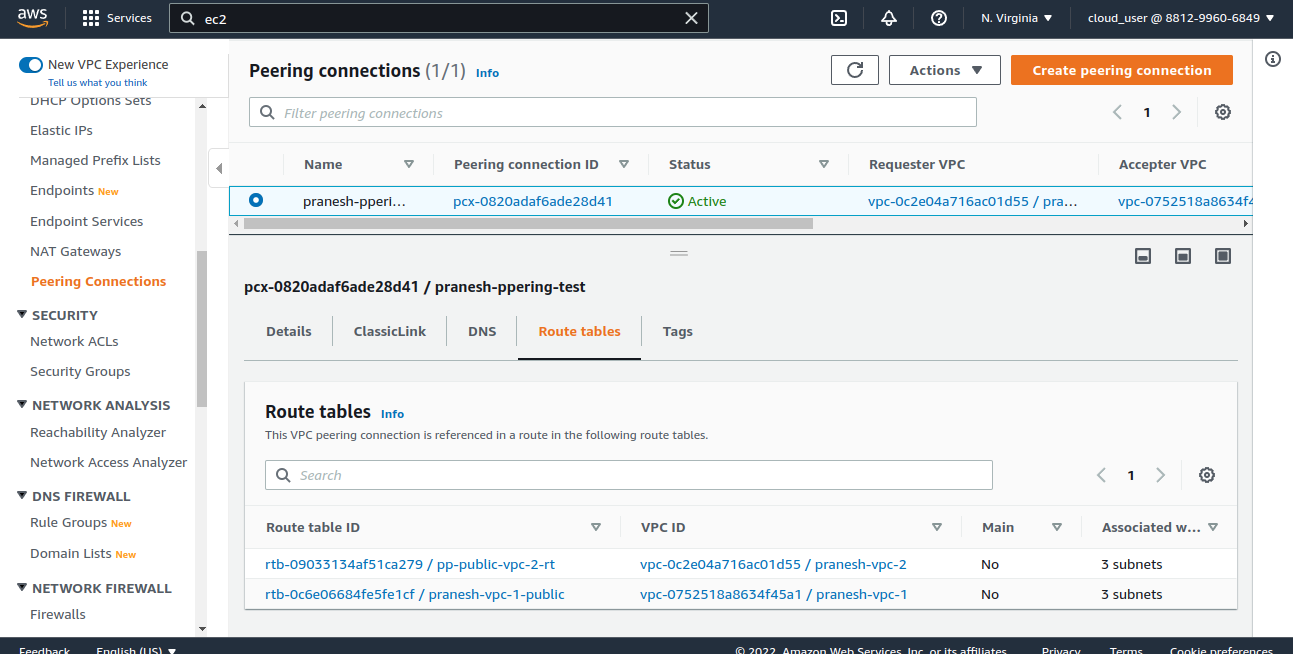 aws Services ec2 N. Virginia cloud_user @ 8812-9960-6849
New VPC Experience
Tell us what you think
DHCP Options Sets
Elastic IPs
Managed Prefix Lists
Endpoints New
Endpoint Services
NAT Gateways
Peering Connections
SECURITY
Network ACLs
Security Groups
NETWORK ANALYSIS
Reachability Analyzer
Network Access Analyzer
DNS FIREWALL
Rule Groups New
Domain Lists New
NETWORK FIREWALL
Firewalls
Peering connections (1/1) Info Actions Create peering connection
Filter peering connections 1
Name Peering connection ID Status Requester VPC Accepter VPC
pranesh-pperi... pcx-0820adaf6ade28d41 Active vpc-0c2e04a716ac01d55 / pra... vpc-0752518a8634f4
pcx-0820adaf6ade28d41 / pranesh-ppering-test
Details ClassicLink DNS Route tables Tags
Route tables Info
This VPC peering connection is referenced in a route in the following route tables.
Search 1
Route table ID VPC ID Main Associated w...
rtb-09033134af51ca279 / pp-public-vpc-2-rt vpc-0c2e04a716ac01d55 / pranesh-vpc-2 No 3 subnets
rtb-0c6e06684fe5fe1cf / pranesh-vpc-1-public vpc-0752518a8634f45a1 / pranesh-vpc-1 No 3 subnets
Feedback English (US) © 2022, Amazon Web Services, Inc. or its affiliates. Privacy Terms Cookie preferences